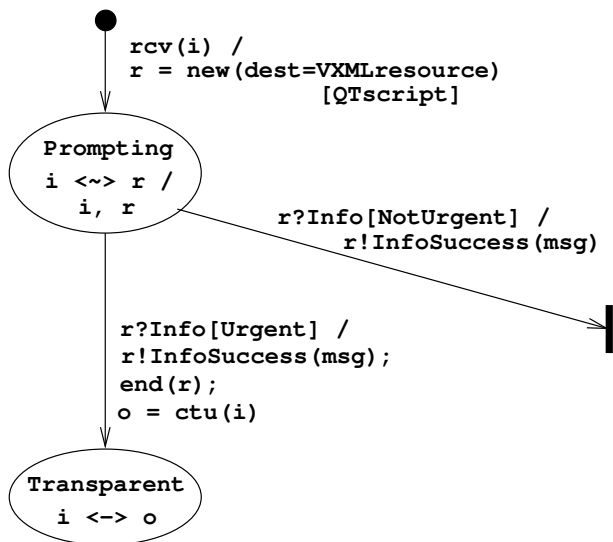 rcv(i) /
r = new(dest=VXMLresource)
[QTscript]
Prompting
i <~> r /
i, r
r?Info[NotUrgent] /
r!InfoSuccess(msg)
r?Info[Urgent] /
r!InfoSuccess(msg);
end(r);
o = ctu(i)
Transparent
i <-> o